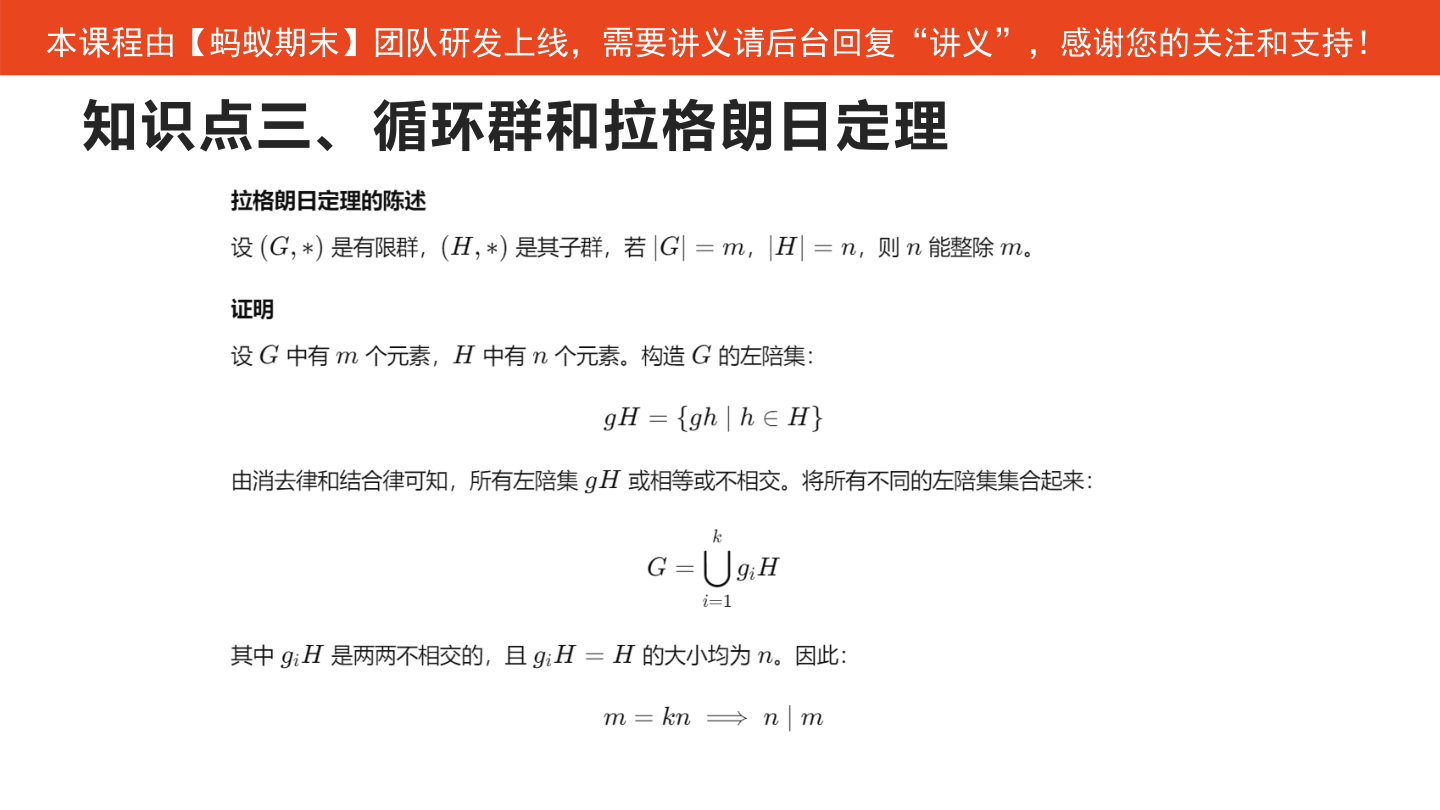 本课程由【蚂蚁期末】团队研发上线，需要讲义请后台回复“讲义”，感谢您的关注和支持！
知识点三、循环群和拉格朗日定理
拉格朗日定理的陈述
设 (G, *) 是有限群，(H, *) 是其子群，若 |G| = m，|H| = n，则 n 能整除 m。
证明
设 G 中有 m 个元素，H 中有 n 个元素。构造 G 的左陪集：
gH = {gh | h ∈ H}
由消去律和结合律可知，所有左陪集 gH 或相等或不相交。将所有不同的左陪集集合起来：
G = ⋃_{i=1}^{k} g_iH
其中 g_iH 是两两不相交的，且 g_iH = H 的大小均为 n。因此：
m = kn ⟹ n | m